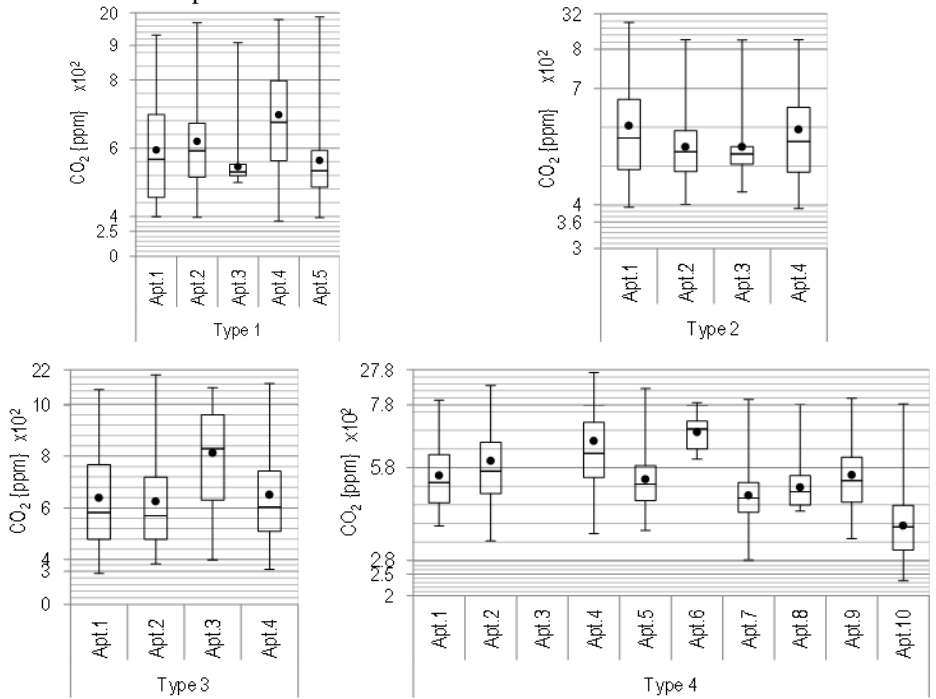 20
9
8
6
4
2.5
0
CO2 [ppm] x10²
Apt.1
Apt.2
Apt.3
Apt.4
Apt.5
Type 1
32
8
7
4
3.6
3
CO2 [ppm] x10²
Apt.1
Apt.2
Apt.3
Apt.4
Type 2
22
10
8
6
4
3
0
CO2 [ppm] x10²
Apt.1
Apt.2
Apt.3
Apt.4
Type 3
27.8
7.8
5.8
2.8
2.5
2
CO2 [ppm] x10²
Apt.1
Apt.2
Apt.3
Apt.4
Apt.5
Apt.6
Apt.7
Apt.8
Apt.9
Apt.10
Type 4